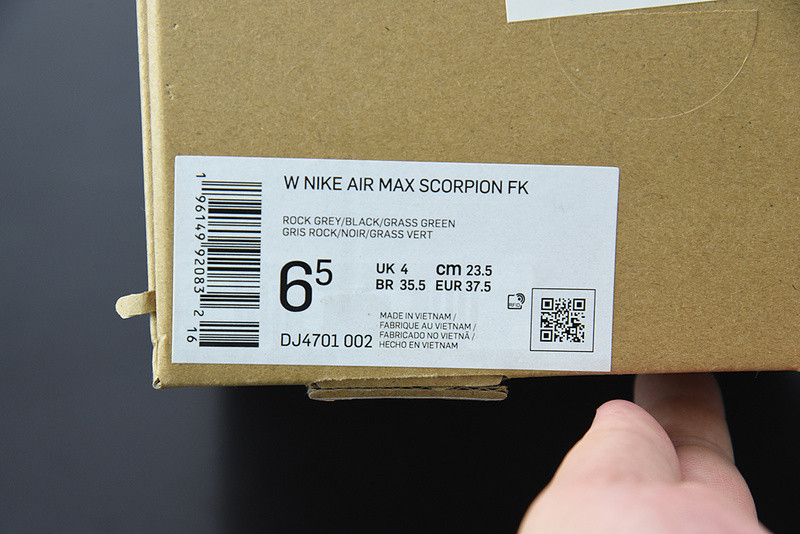 W NIKE AIR MAX SCORPION FK
ROCK GREY/BLACK/GRASS GREEN
GRIS ROCK/NOIR/GRASS VERT
6⁵
UK 4 cm 23.5
BR 35.5 EUR 37.5
DJ4701 002
MADE IN VIETNAM /
FABRIQUE AU VIETNAM /
FABRICADO NO VIETNÃ /
HECHO EN VIETNAM
RFID
1 96149 92083 2 16